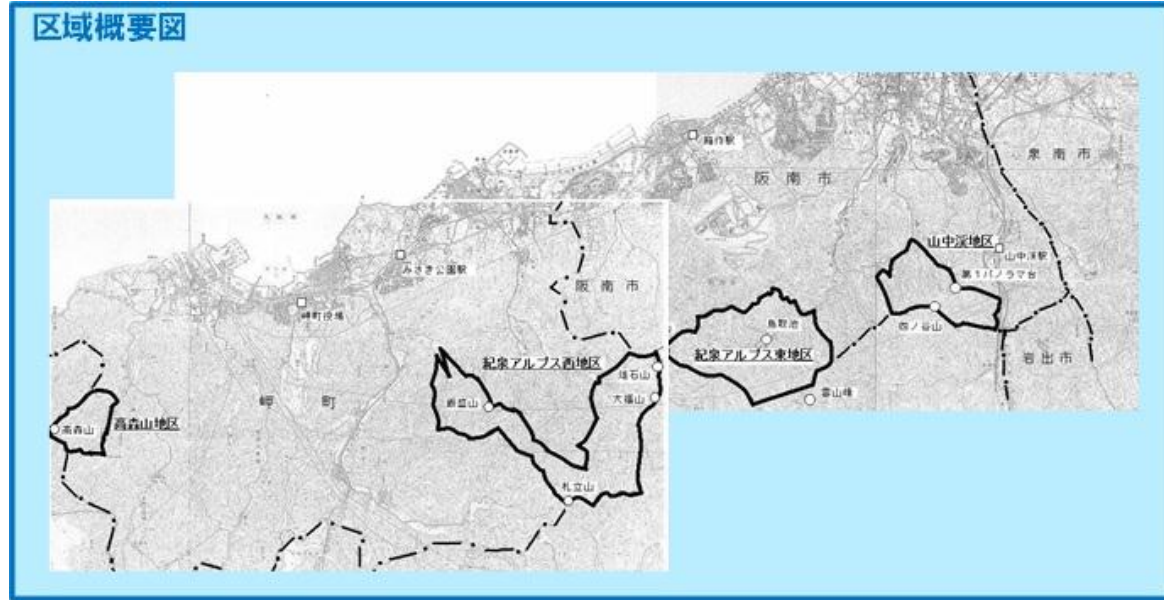 区域概要図
箱作駅
泉南市
阪南市
山中渓地区
山中渓駅
みさき公園駅
第1パノラマ台
阪南市
岬町役場
四ノ谷山
鳥取池
紀泉アルプス東地区
岩出市
紀泉アルプス西地区
俎石山
大福山
雲山峰
飯盛山
岬町
高森山地区
高森山
札立山